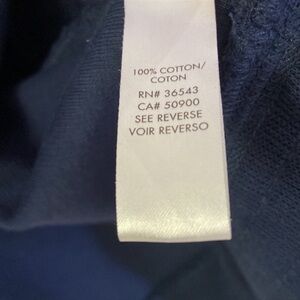 100% COTTON/
COTON
RN# 36543
CA# 50900
SEE REVERSE
VOIR REVERSO